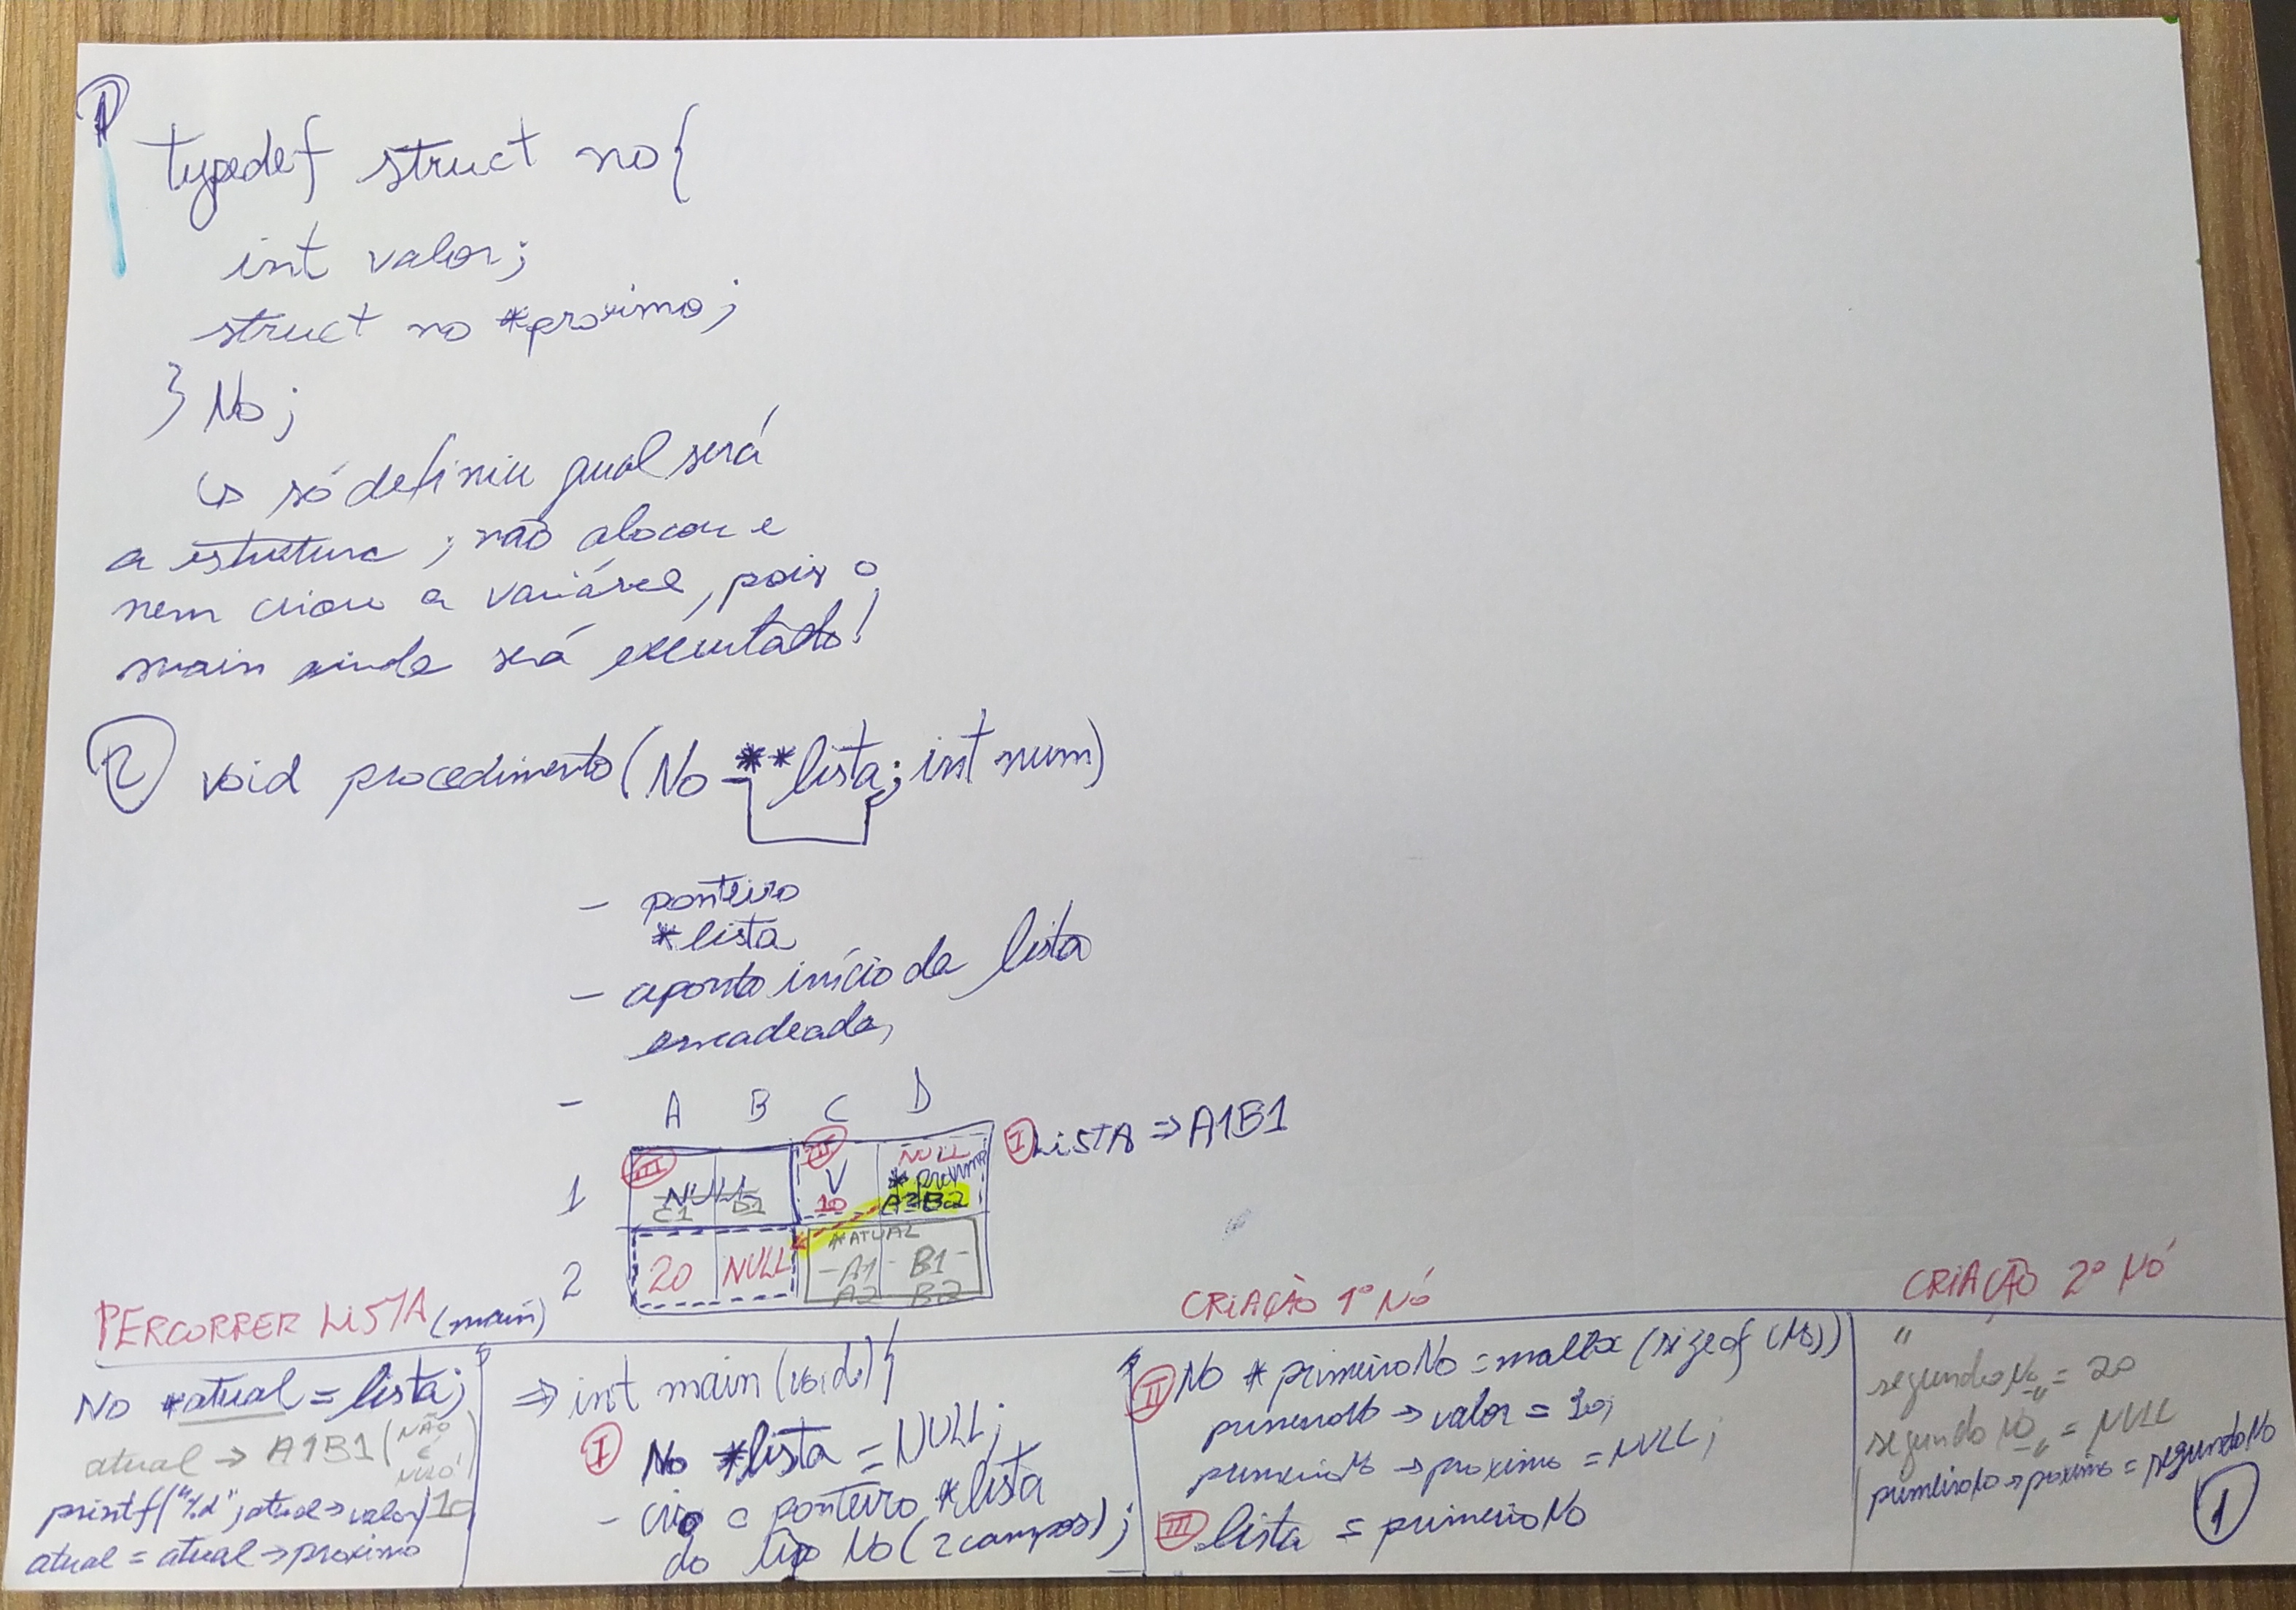 1
typedef struct no{
int valor;
struct no *proximo;
} No;
↳ só definiu qual será
a estrutura ; não alocou e
nem criou a variável, pois o
main ainda será executado!
2 void procedimento (No **lista; int num)
- ponteiro
*lista
- aponta início da lista
encadeada,
-
A B C D
1
III NULL
C1 D1
II V
10
NULL
*proximo
A2B2
I LISTA ⇒ A1B1
2
20 NULL
*ATUAL
A1 B1
A2 B2
PERCORRER LISTA (main)
No *atual = lista;
atual → A1B1 (NÃO
É
NULO!)
printf("%d"; atual→valor) 10
atual = atual→proximo
⇒ int main (void) {
I No *lista = NULL;
- crio o ponteiro *lista
do tipo No (2 campos);
CRIAÇÃO 1º NÓ
II No * primeiroNo = malloc (sizeof (No))
primeiroNo → valor = 10;
primeiroNo → proximo = NULL;
III lista = primeiroNo
CRIAÇÃO 2º NÓ
"
segundoNo " = 20
segundoNo " = NULL
primeiroNo→proximo = segundoNo
1